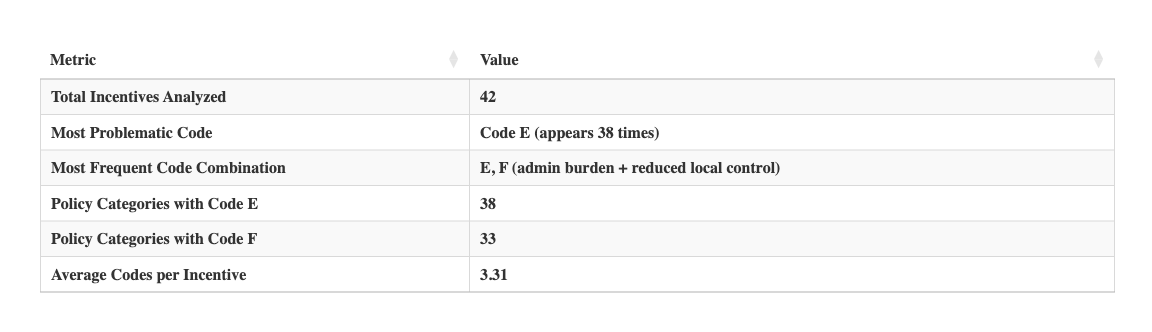 Metric Value
Total Incentives Analyzed 42
Most Problematic Code Code E (appears 38 times)
Most Frequent Code Combination E, F (admin burden + reduced local control)
Policy Categories with Code E 38
Policy Categories with Code F 33
Average Codes per Incentive 3.31